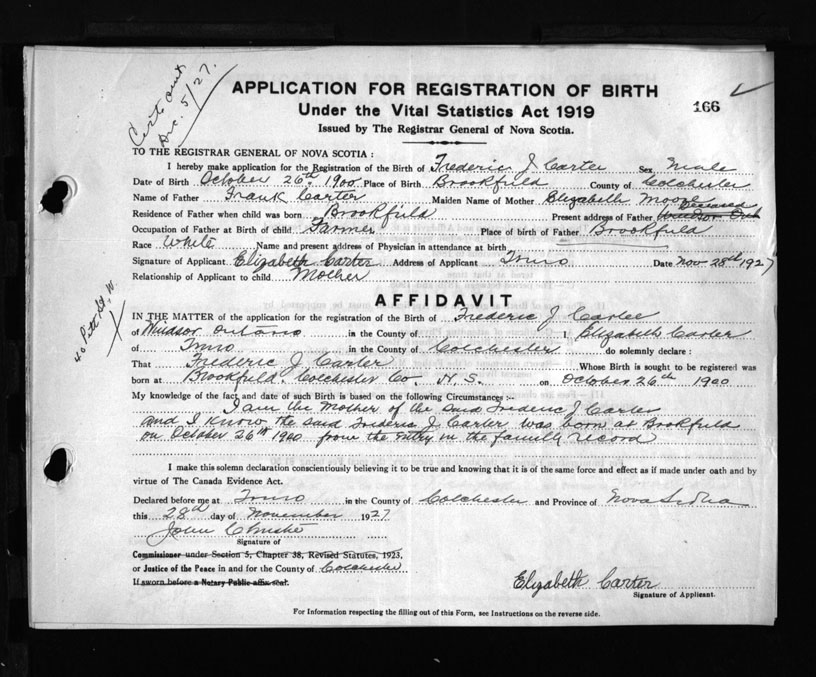 Cert sent
Dec. 5/27.
APPLICATION FOR REGISTRATION OF BIRTH
Under the Vital Statistics Act 1919
166
Issued by The Registrar General of Nova Scotia.
TO THE REGISTRAR GENERAL OF NOVA SCOTIA :
I hereby make application for the Registration of the Birth of Frederic J Carter Sex Male
Date of Birth October 26th 1900 Place of Birth Brookfield County of Colchester
Name of Father Frank Carter Maiden Name of Mother Elizabeth Moore
Deceased
Residence of Father when child was born Brookfield Present address of Father Windsor Ont
Occupation of Father at Birth of child Farmer Place of birth of Father Brookfield
Race White Name and present address of Physician in attendance at birth
Signature of Applicant Elizabeth Carter Address of Applicant Truro Date Nov 28th 1927
Relationship of Applicant to child Mother
40 Pitt St. W.
AFFIDAVIT
IN THE MATTER of the application for the registration of the Birth of Frederic J Carter
of Windsor Ontario in the County of I Elizabeth Carter
of Truro in the County of Colchester do solemnly declare :
That Frederic J Carter Whose Birth is sought to be registered was
born at Brookfield. Colchester Co. N.S. on October 26th 1900
My knowledge of the fact and date of such Birth is based on the following Circumstances :-
I am the Mother of the said Frederic J Carter
and I know the said Frederic J Carter was born at Brookfield
on October 26th 1900 from the entry in the family record
I make this solemn declaration conscientiously believing it to be true and knowing that it is of the same force and effect as if made under oath and by
virtue of The Canada Evidence Act.
Declared before me at Truro in the County of Colchester and Province of Nova Scotia
this 28th day of November 1927
John Christie
Signature of
Commissioner under Section 5, Chapter 38, Revised Statutes, 1923,
or Justice of the Peace in and for the County of Colchester
If sworn before a Notary Public affix seal.
Elizabeth Carter
Signature of Applicant.
For Information respecting the filling out of this Form, see Instructions on the reverse side.